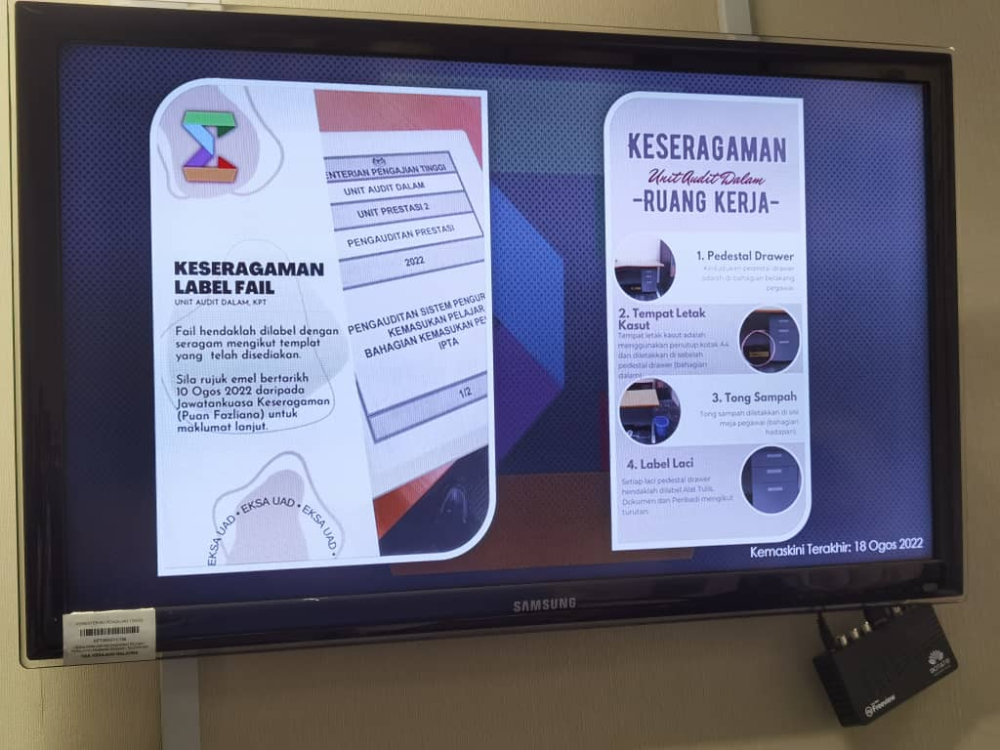 KESERAGAMAN
LABEL FAIL
UNIT AUDIT DALAM, KPT
Fail hendaklah dilabel dengan
seragam mengikut templat
yang telah disediakan.
Sila rujuk emel bertarikh
10 Ogos 2022 daripada
Jawatankuasa Keseragaman
(Puan Fazliana) untuk
maklumat lanjut.
EKSA UAD • EKSA UAD • EKSA UAD •
ENTERIAN PENGAJIAN TINGGI
UNIT AUDIT DALAM
UNIT PRESTASI 2
PENGAUDITAN PRESTASI
2022
PENGAUDITAN SISTEM PENGUR
KEMASUKAN PELAJAR
BAHAGIAN KEMASUKAN PE
IPTA
1/2
KESERAGAMAN
Unit Audit Dalam
-RUANG KERJA-
1. Pedestal Drawer
Kedudukan pedestal drawer
adalah di bahagian belakang
pegawai.
2. Tempat Letak
Kasut
Tempat letak kasut adalah
menggunakan penutup kotak A4
dan diletakkan di sebelah
pedestal drawer (bahagian
dalam)
3. Tong Sampah
Tong sampah diletakkan di sisi
meja pegawai (bahagian
hadapan).
4. Label Laci
Setiap laci pedestal drawer
hendaklah dilabel Alat Tulis,
Dokumen dan Peribadi mengikut
turutan.
Kemaskini Terakhir: 18 Ogos 2022
SAMSUNG
KEMENTERIAN PENGAJIAN TINGGI
HUAWEI
Freeview